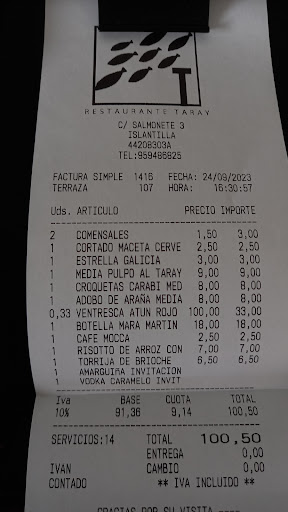 T
RESTAURANTE TARAY
C/ SALMONETE 3
ISLANTILLA
44208303A
TEL:959486825
FACTURA SIMPLE 1416 FECHA: 24/09/2023
TERRAZA 107 HORA: 16:30:57
Uds. ARTICULO PRECIO IMPORTE
2 COMENSALES 1,50 3,00
1 CORTADO MACETA CERVE 2,50 2,50
1 ESTRELLA GALICIA 3,00 3,00
1 MEDIA PULPO AL TARAY 9,00 9,00
1 CROQUETAS CARABI MED 8,00 8,00
1 ADOBO DE ARAÑA MEDIA 8,00 8,00
0,33 VENTRESCA ATUN ROJO 100,00 33,00
1 BOTELLA MARA MARTIN 18,00 18,00
1 CAFE MOCCA 2,50 2,50
1 RISOTTO DE ARROZ CON 7,00 7,00
1 TORRIJA DE BRIOCHE 6,50 6,50
1 AMARGUIRA INVITACION
1 VODKA CARAMELO INVIT
Iva BASE CUOTA TOTAL
10% 91,36 9,14 100,50
SERVICIOS:14 TOTAL 100,50
ENTREGA 0,00
IVAN CAMBIO 0,00
CONTADO ** IVA INCLUIDO **
GRACIAS POR SU VISITA